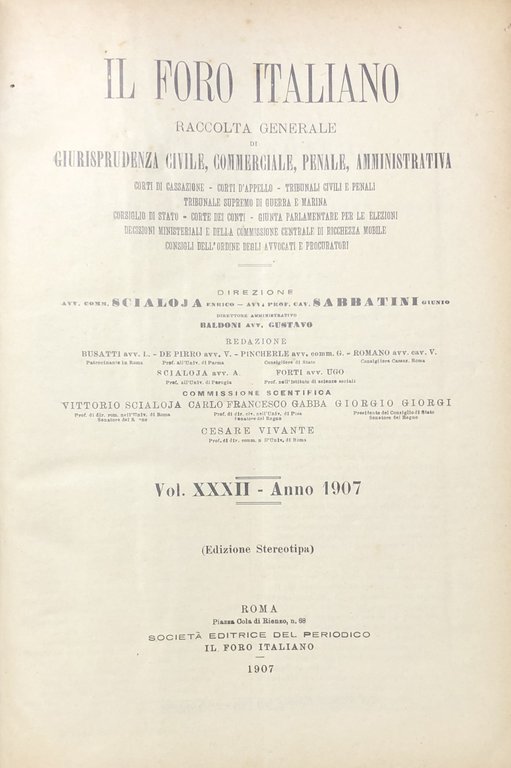 IL FORO ITALIANO
RACCOLTA GENERALE
DI
GIURISPRUDENZA CIVILE, COMMERCIALE, PENALE, AMMINISTRATIVA
CORTI DI CASSAZIONE - CORTI D'APPELLO - TRIBUNALI CIVILI E PENALI
TRIBUNALE SUPREMO DI GUERRA E MARINA
CONSIGLIO DI STATO - CORTE DEI CONTI - GIUNTA PARLAMENTARE PER LE ELEZIONI
DECISIONI MINISTERIALI E DELLA COMMISSIONE CENTRALE DI RICCHEZZA MOBILE
CONSIGLI DELL'ORDINE DEGLI AVVOCATI E PROCURATORI
DIREZIONE
AVV. COMM. SCIALOJA ENRICO — AVV. PROF. CAV. SABBATINI GIUNIO
DIRETTORE AMMINISTRATIVO
BALDONI AVV. GUSTAVO
REDAZIONE
BUSATTI avv. L. - DE PIRRO avv. V. - PINCHERLE avv. comm. G. - ROMANO avv. cav. V.
Patrocinante in Roma Prof. all'Univ. di Parma Consigliere di Stato Consigliere Cassaz. Roma
SCIALOJA avv. A. FORTI avv. UGO
Prof. all'Univ. di Perugia Prof. nell'Istituto di scienze sociali
COMMISSIONE SCIENTIFICA
VITTORIO SCIALOJA CARLO FRANCESCO GABBA GIORGIO GIORGI
Prof. di dir. rom. nell'Univ. di Roma Prof. di dir. civ. nell'Univ. di Pisa Presidente del Consiglio di Stato
Senatore del Senatore del Regno Senatore del Regno
CESARE VIVANTE
Prof. di dir. comm. Univ. di Roma
Vol. XXXII - Anno 1907
(Edizione Stereotipa)
ROMA
Piazza Cola di Rienzo, n. 68
SOCIETÀ EDITRICE DEL PERIODICO
IL FORO ITALIANO
1907